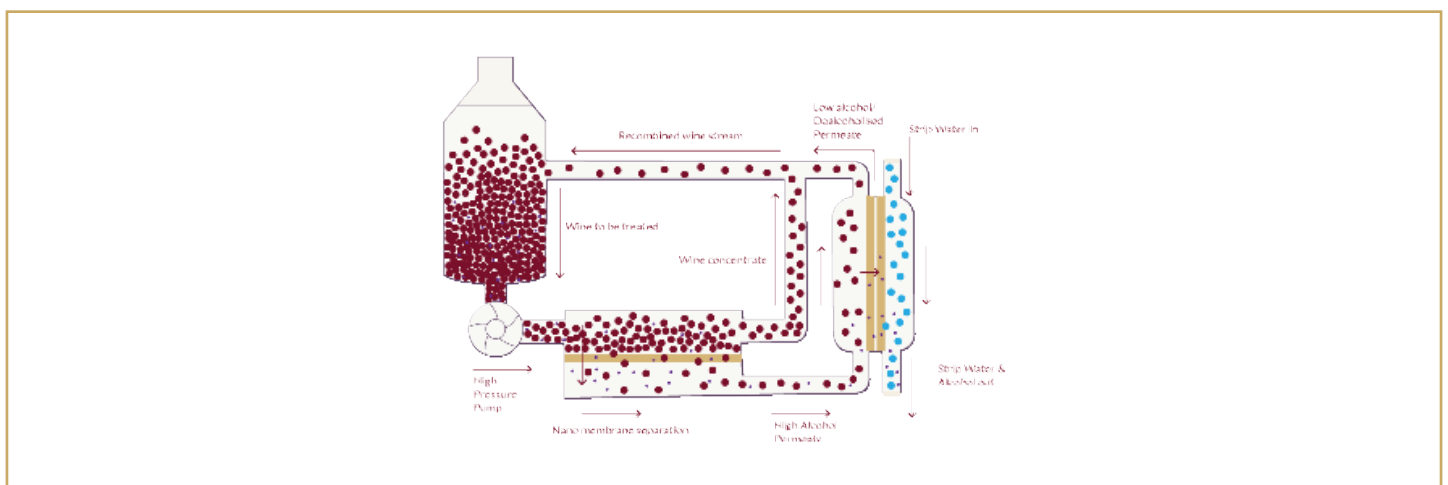 Low alcohol/
Dealcoholised
Permeate
Strip Water In
Recombined wine stream
Wine to be treated
Wine concentrate
High
Pressure
Pump
Nano membrane separation
High Alcohol
Permeate
Strip Water &
Alcohol out